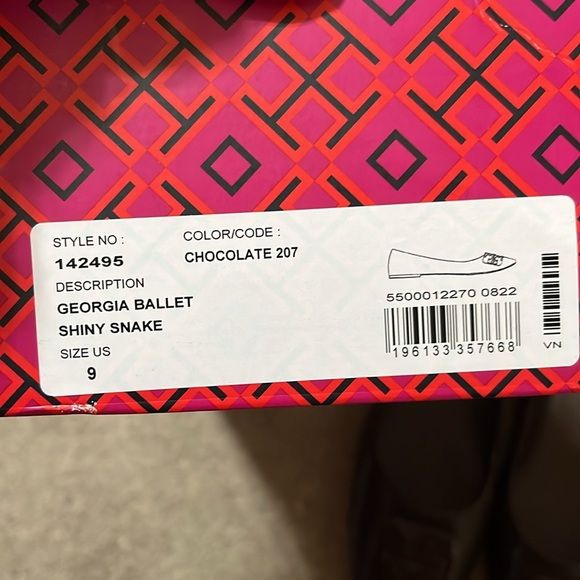 STYLE NO :
142495
COLOR/CODE :
CHOCOLATE 207
DESCRIPTION
GEORGIA BALLET
SHINY SNAKE
SIZE US
9
5500012270 0822
196133 357668
VN